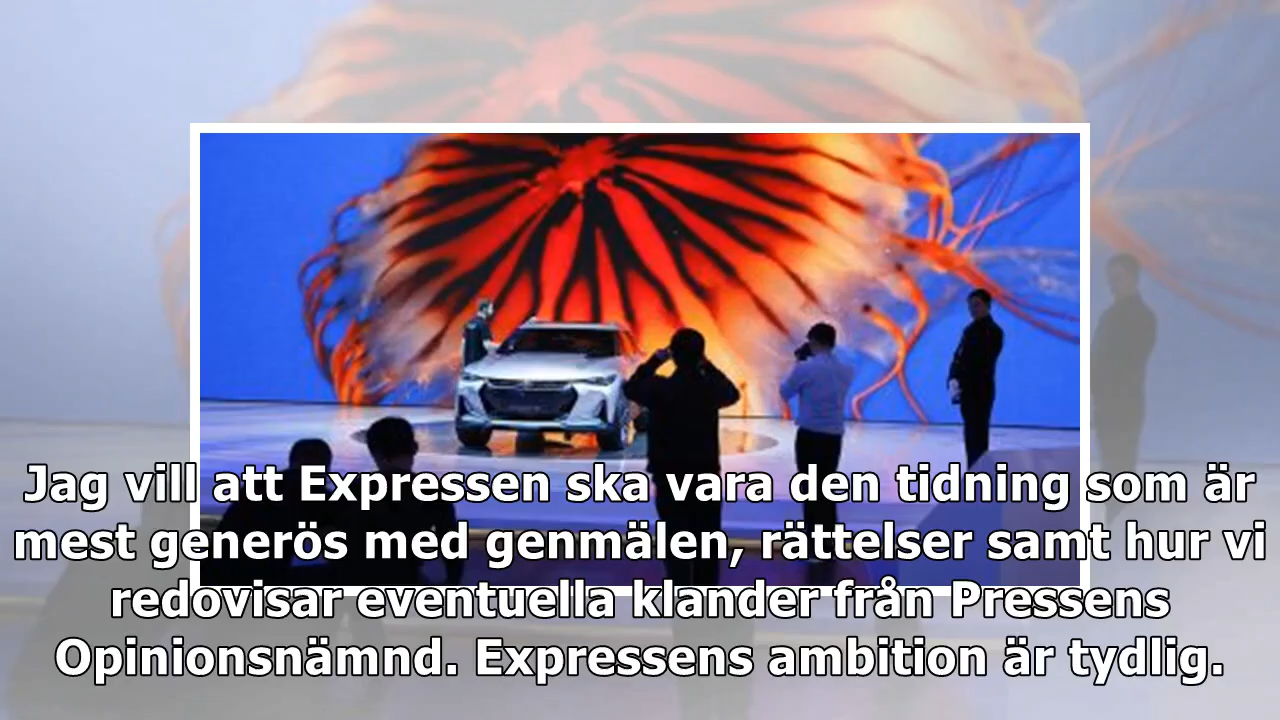 Jag vill att Expressen ska vara den tidning som är
mest generös med genmälen, rättelser samt hur vi
redovisar eventuella klander från Pressens
Opinionsnämnd. Expressens ambition är tydlig.